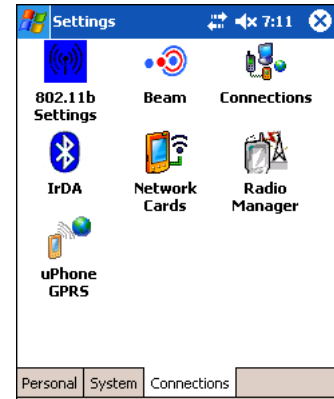 Settings 7:11
802.11b Settings
Beam
Connections
IrDA
Network Cards
Radio Manager
uPhone GPRS
Personal System Connections